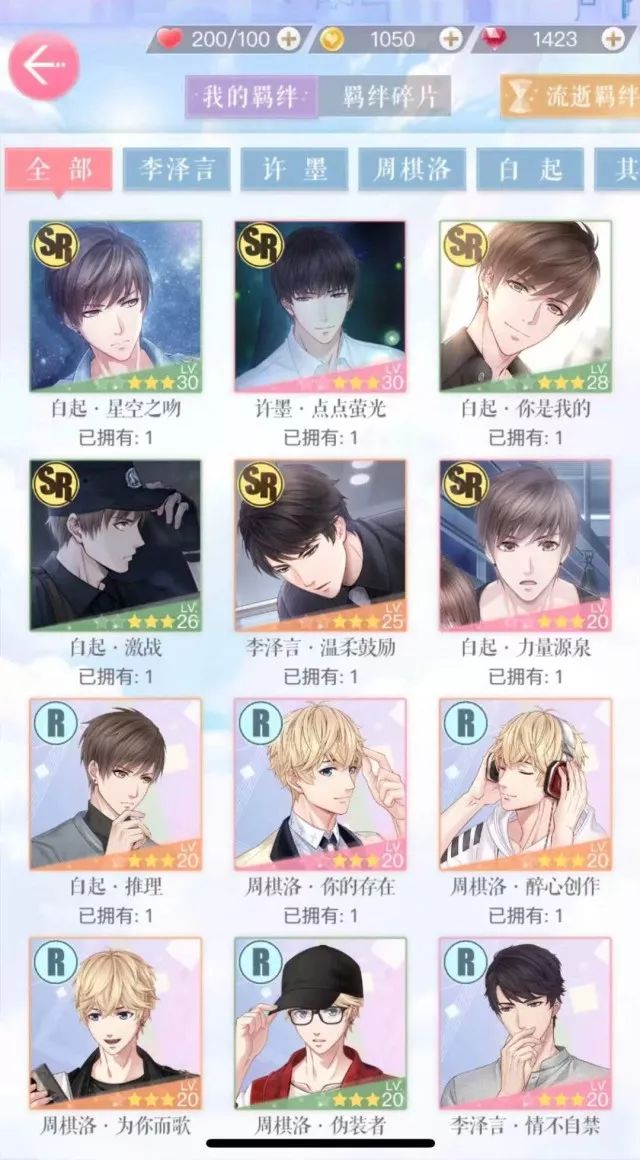 200/100
1050
1423
我的羁绊
羁绊碎片
流逝羁绊
全部
李泽言
许墨
周棋洛
白起
其
SR
LV.
30
SR
LV.
30
SR
LV.
28
白起·星空之吻
许墨·点点萤光
白起·你是我的
已拥有: 1
已拥有: 1
已拥有: 1
SR
LV.
26
SR
LV.
25
SR
LV.
20
白起·激战
李泽言·温柔鼓励
白起·力量源泉
已拥有: 1
已拥有: 1
已拥有: 1
R
LV.
20
R
LV.
20
R
LV.
20
白起·推理
周棋洛·你的存在
周棋洛·醉心创作
已拥有: 1
已拥有: 1
已拥有: 1
R
LV.
20
R
LV.
20
R
LV.
20
周棋洛·为你而歌
周棋洛·伪装者
李泽言·情不自禁